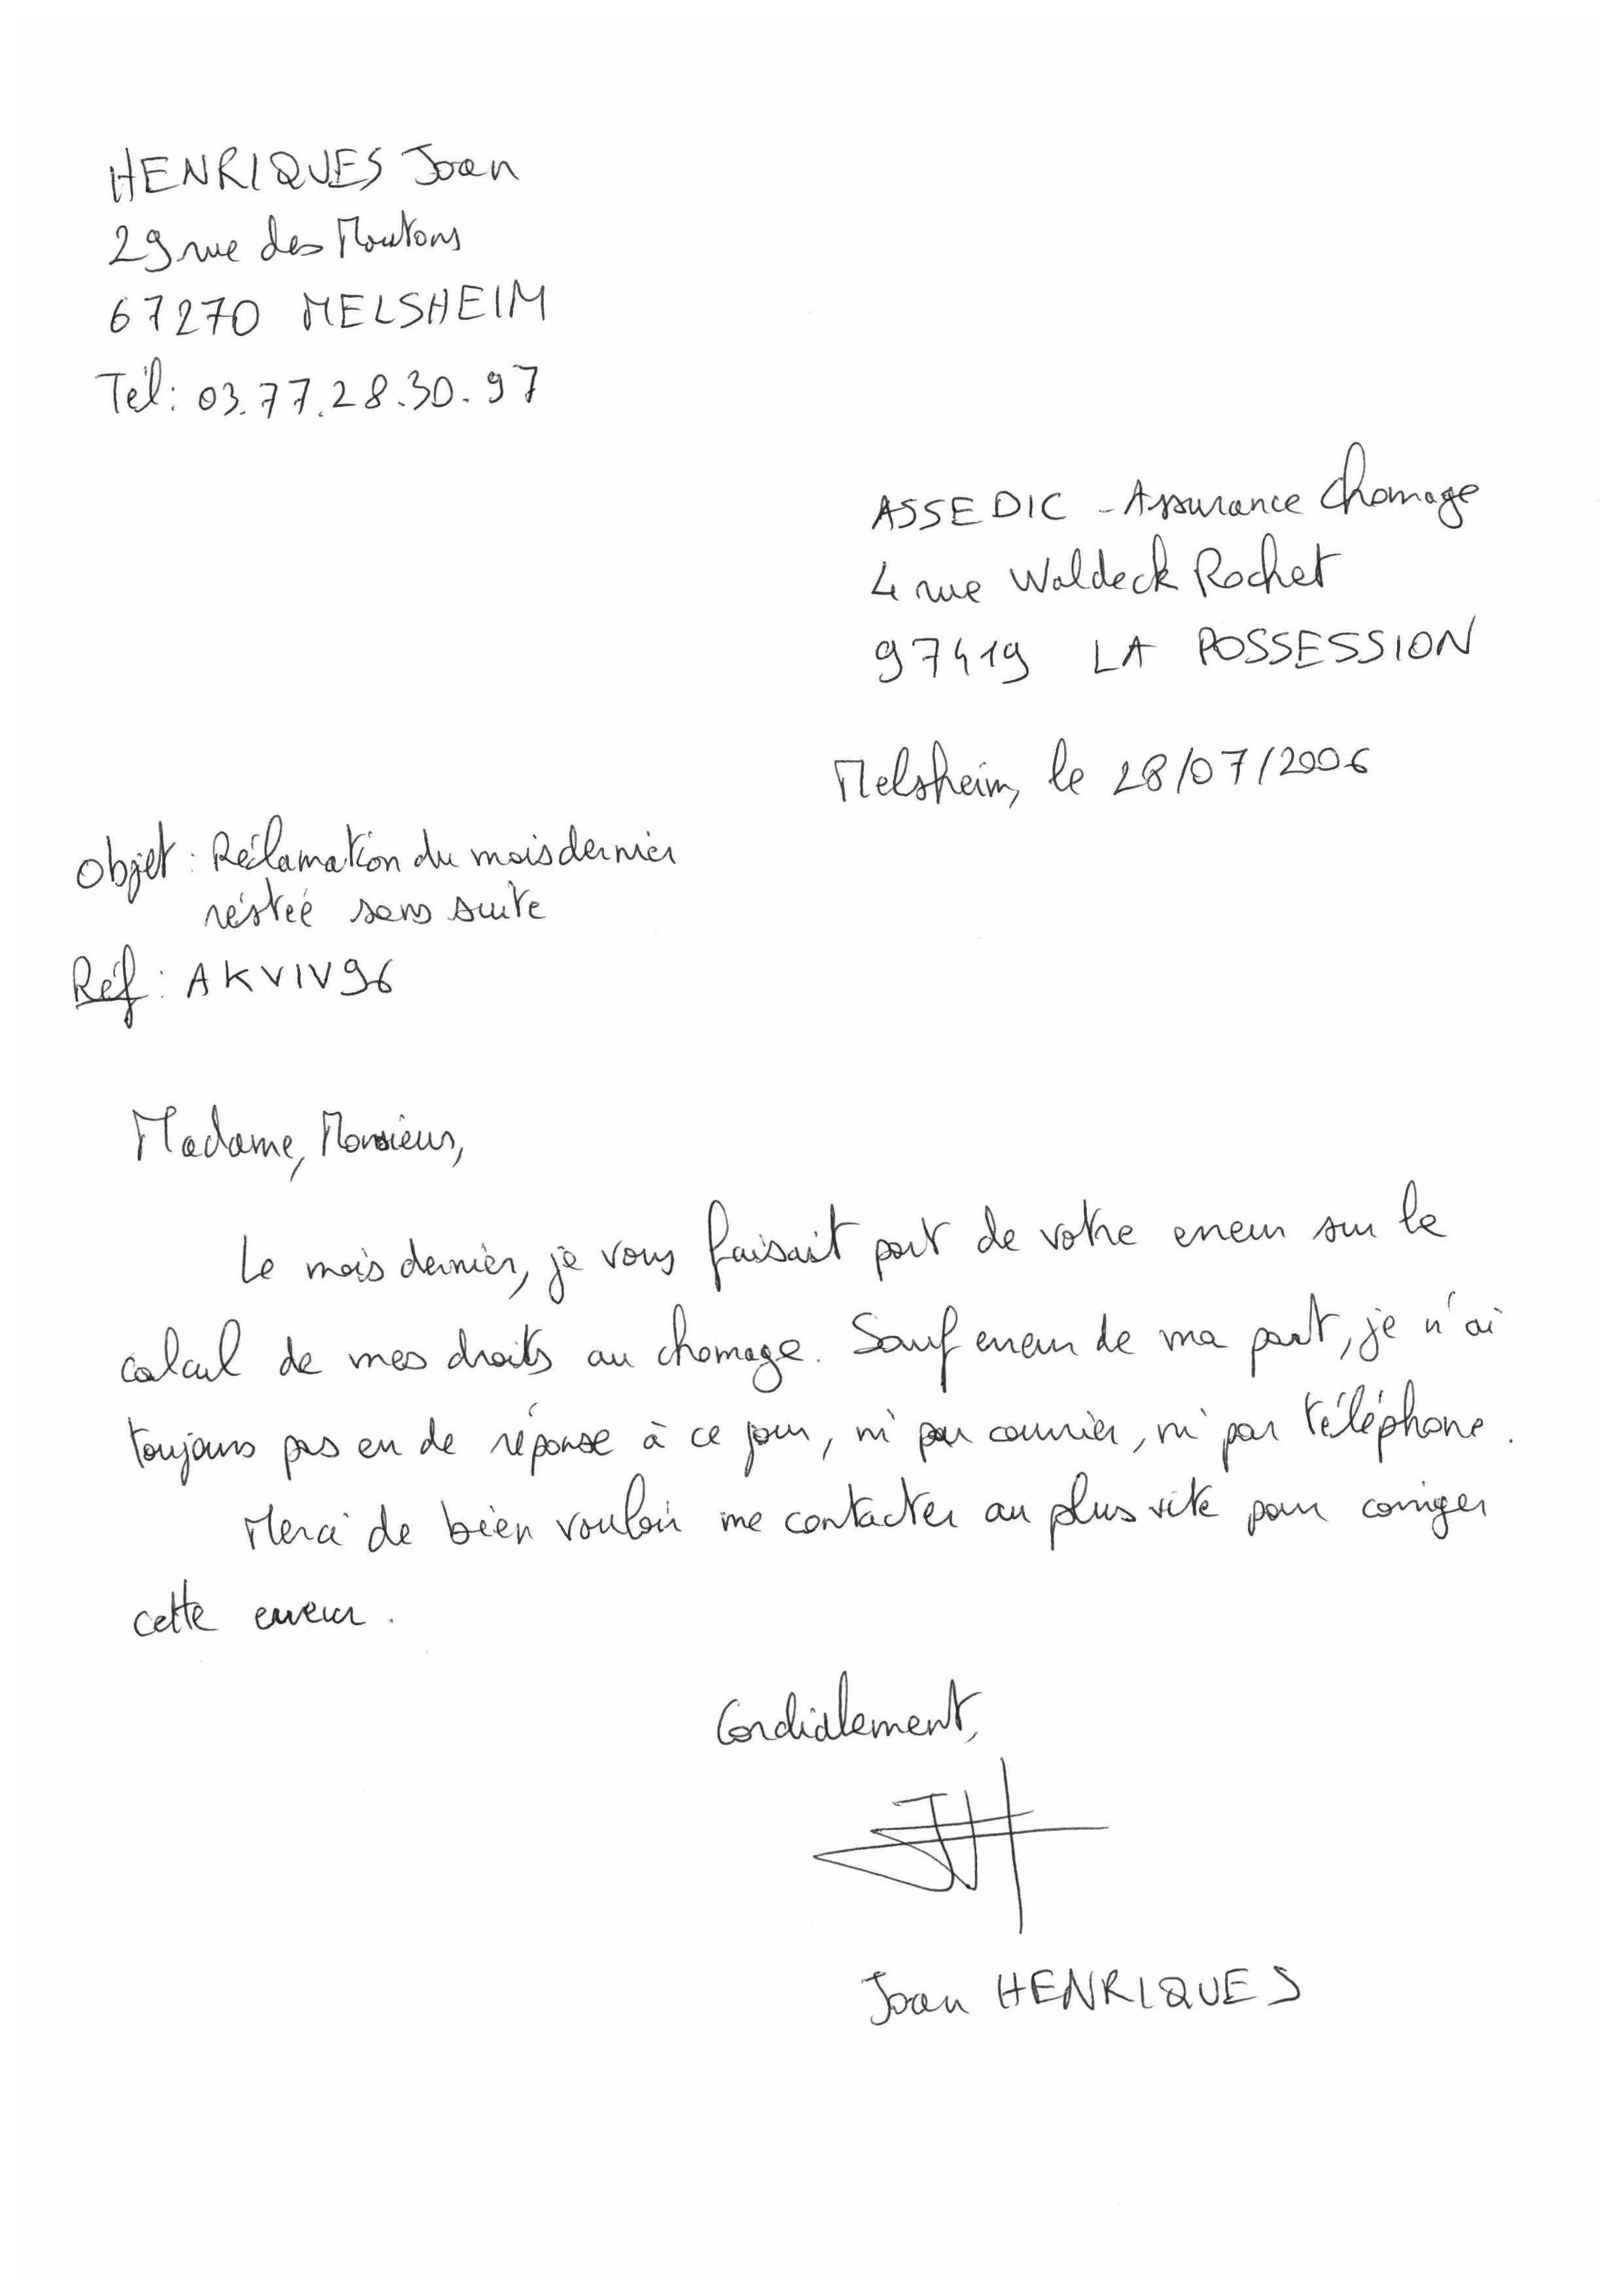 HENRIQUES Joan
29 rue des Moutons
67270 MELSHEIM
Tél: 03.77.28.30.97
ASSEDIC - Assurance chomage
4 rue Waldeck Rochet
97419 LA POSSESSION
Melsheim, le 28/07/2006
Objet : Réclamation du mois dernier
réstée sans suite
Réf : AKVIV96
Madame, Monsieur,
Le mois dernier, je vous faisait part de votre erreur sur le
calcul de mes droits au chomage. Sauf erreur de ma part, je n'ai
toujours pas eu de réponse à ce jour, ni par courrier, ni par téléphone.
Merci de bien vouloir me contacter au plus vite pour corriger
cette erreur.
Cordialement,
JH
Joan HENRIQUES